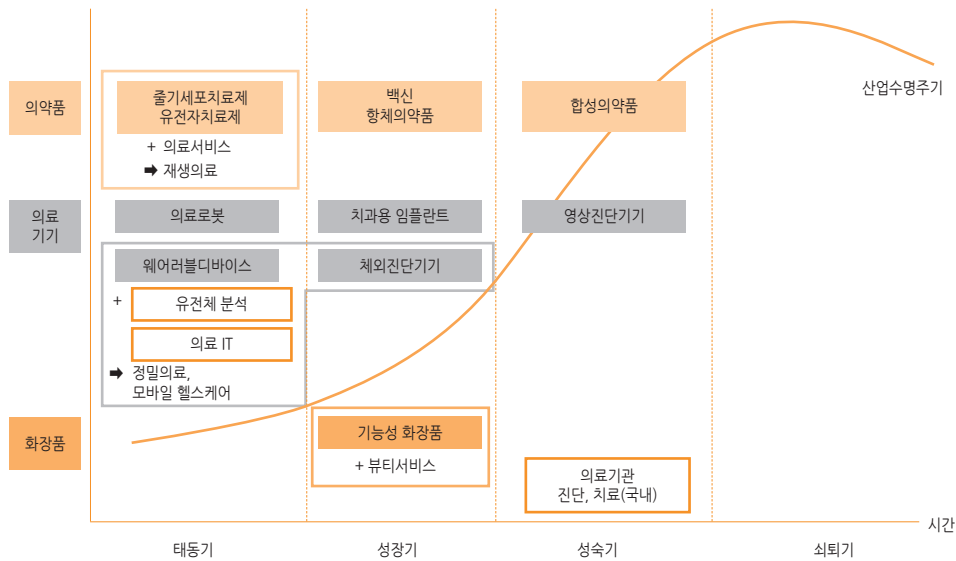 의약품
줄기세포치료제
유전자치료제
+ 의료서비스
➡ 재생의료
백신
항체의약품
합성의약품
산업수명주기
의료
기기
의료로봇
치과용 임플란트
영상진단기기
웨어러블디바이스
체외진단기기
+
유전체 분석
의료 IT
➡ 정밀의료,
모바일 헬스케어
화장품
기능성 화장품
+ 뷰티서비스
의료기관
진단, 치료(국내)
시간
태동기
성장기
성숙기
쇠퇴기